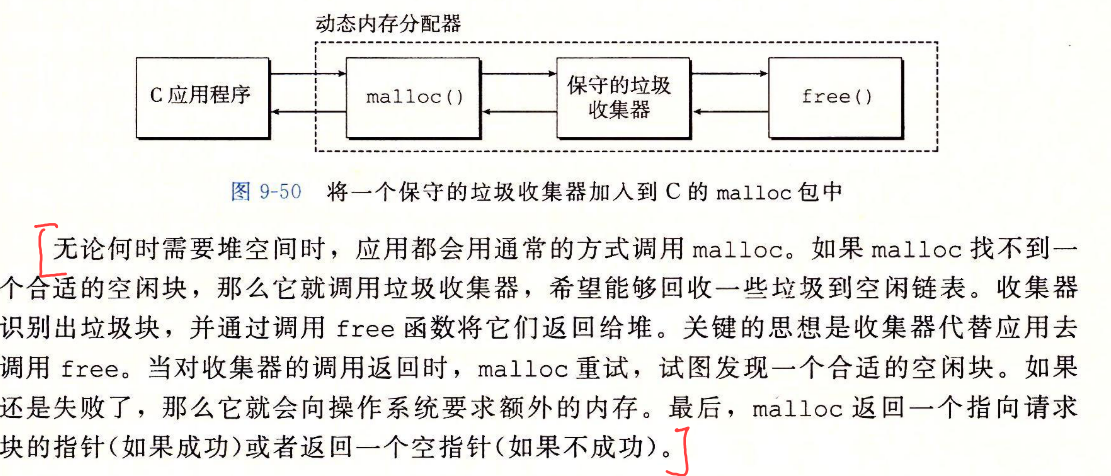 动态内存分配器
C应用程序
malloc()
保守的垃圾
收集器
free()
图 9-50 将一个保守的垃圾收集器加入到 C 的 malloc 包中
无论何时需要堆空间时，应用都会用通常的方式调用 malloc。如果 malloc 找不到一
个合适的空闲块，那么它就调用垃圾收集器，希望能够回收一些垃圾到空闲链表。收集器
识别出垃圾块，并通过调用 free 函数将它们返回给堆。关键的思想是收集器代替应用去
调用 free。当对收集器的调用返回时，malloc 重试，试图发现一个合适的空闲块。如果
还是失败了，那么它就会向操作系统要求额外的内存。最后，malloc 返回一个指向请求
块的指针(如果成功)或者返回一个空指针(如果不成功)。